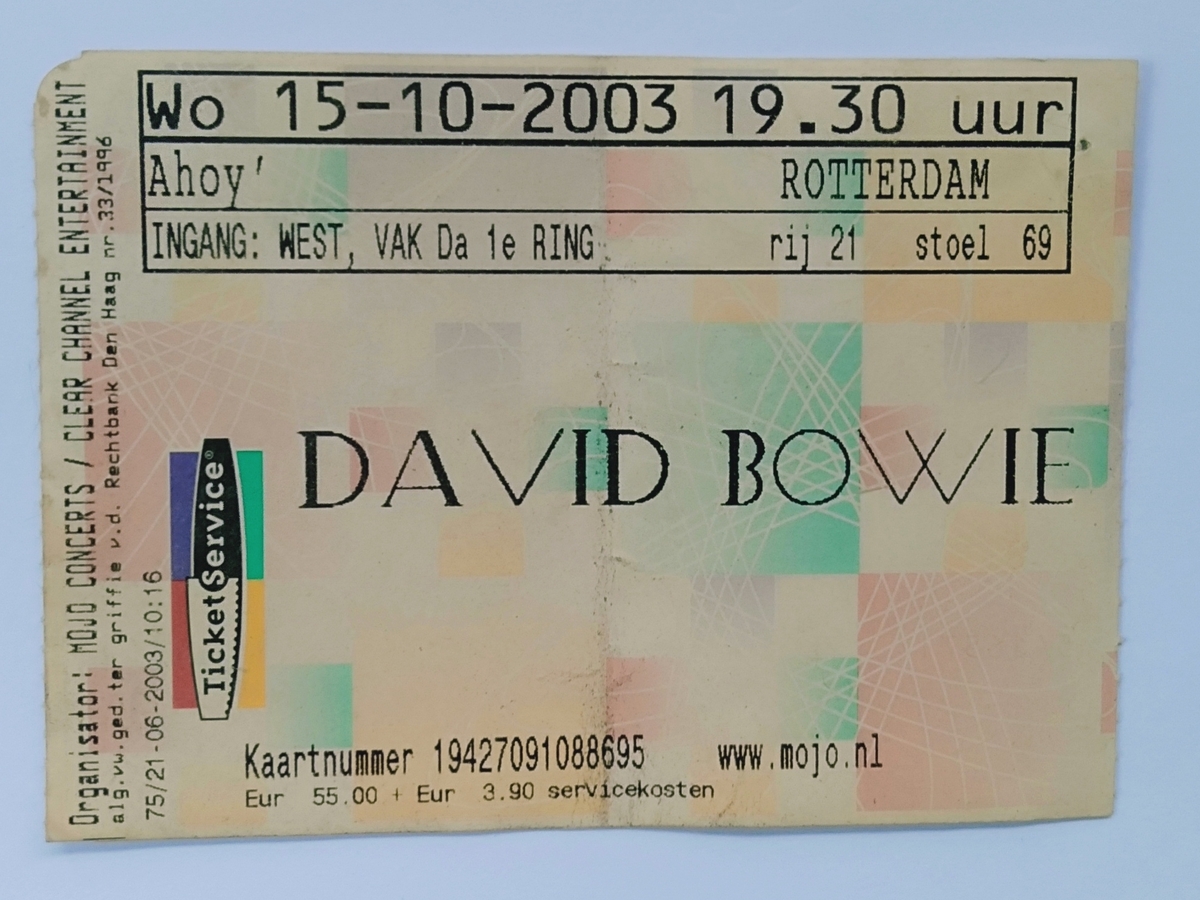 Wo 15-10-2003 19.30 uur
Ahoy' ROTTERDAM
INGANG: WEST, VAK Da 1e RING rij 21 stoel 69
DAVID BOWIE
Kaartnummer 19427091088695 www.mojo.nl
Eur 55.00 + Eur 3.90 servicekosten
Organisator: MOJO CONCERTS / CLEAR CHANNEL ENTERTAINMENT
alg.vw.ged.ter griffie v.d. Rechtbank Den Haag nr.33/1996
75/21-06-2003/10:16
TicketService®